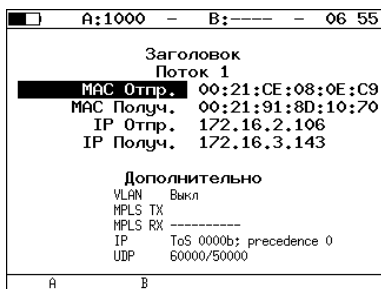 A:1000 – B:---- – 06 55
Заголовок
Поток 1
MAC Отпр. 00:21:CE:08:0E:C9
MAC Получ. 00:21:91:8D:10:70
IP Отпр. 172.16.2.106
IP Получ. 172.16.3.143
Дополнительно
VLAN Выкл
MPLS TX
MPLS RX ----------
IP ToS 0000b; precedence 0
UDP 60000/50000
A B